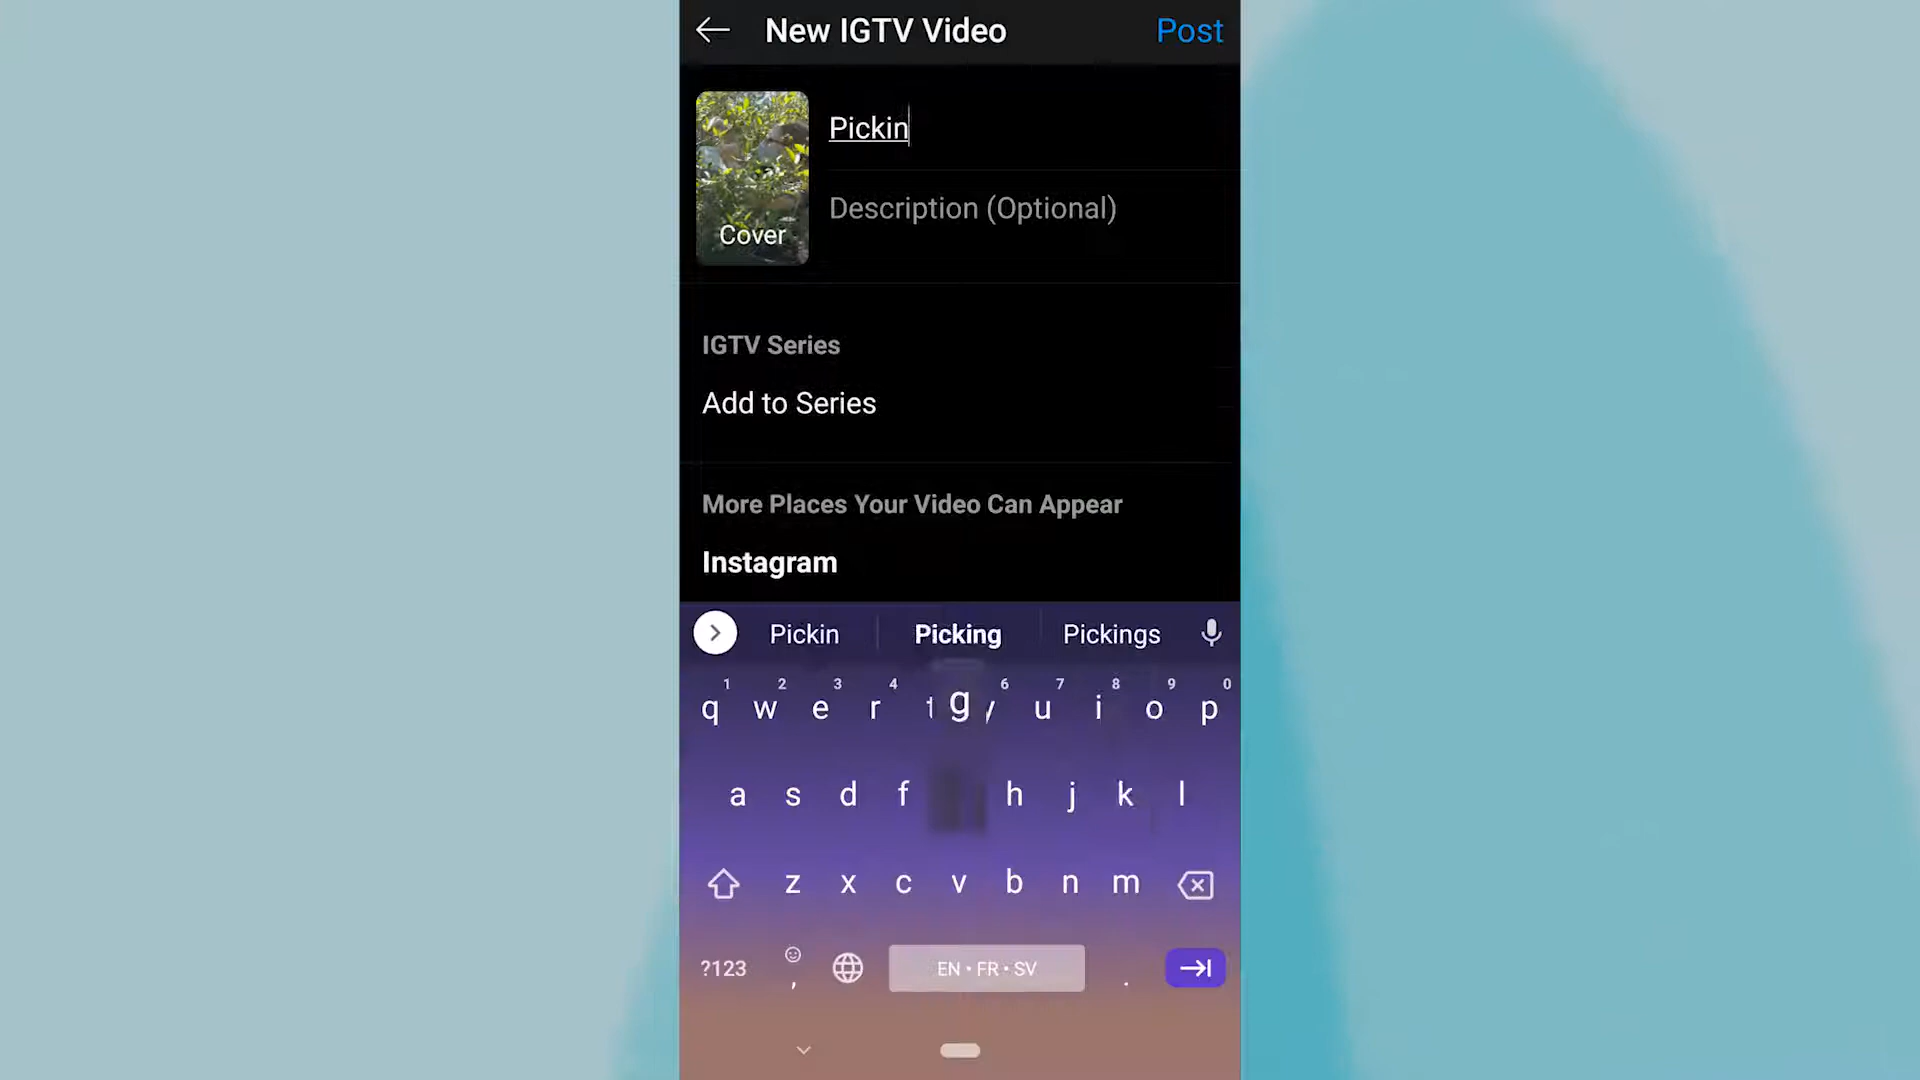 New IGTV Video Post
Pickin
Description (Optional)
Cover
IGTV Series
Add to Series
More Places Your Video Can Appear
Instagram
Pickin Picking Pickings
1 2 3 4 6 7 8 9 0
q w e r t g y u i o p
a s d f h j k l
z x c v b n m
?123 , EN • FR • SV .